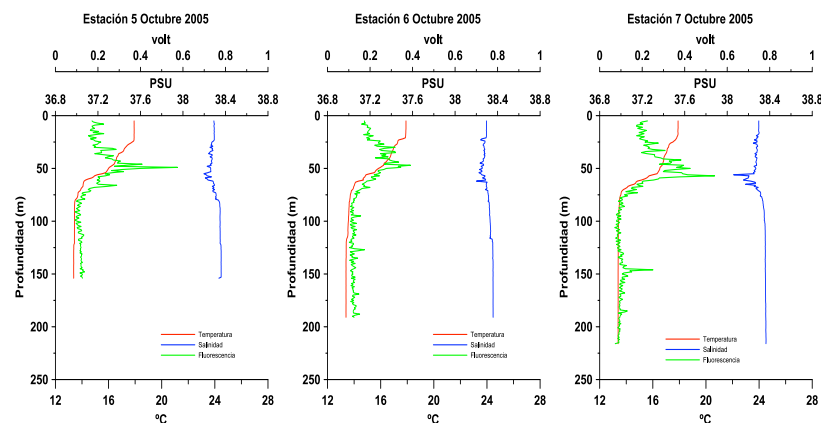 Estación 5 Octubre 2005
volt
0 0.2 0.4 0.6 0.8 1
PSU
36.8 37.2 37.6 38 38.4 38.8
0
50
100
150
200
250
Profundidad (m)
Temperatura
Salinidad
Fluorescencia
12 16 20 24 28
ºC
Estación 6 Octubre 2005
volt
0 0.2 0.4 0.6 0.8 1
PSU
36.8 37.2 37.6 38 38.4 38.8
0
50
100
150
200
250
Profundidad (m)
Temperatura
Salinidad
Fluorescencia
12 16 20 24 28
ºC
Estación 7 Octubre 2005
volt
0 0.2 0.4 0.6 0.8 1
PSU
36.8 37.2 37.6 38 38.4 38.8
0
50
100
150
200
250
Profundidad (m)
Temperatura
Salinidad
Fluorescencia
12 16 20 24 28
ºC